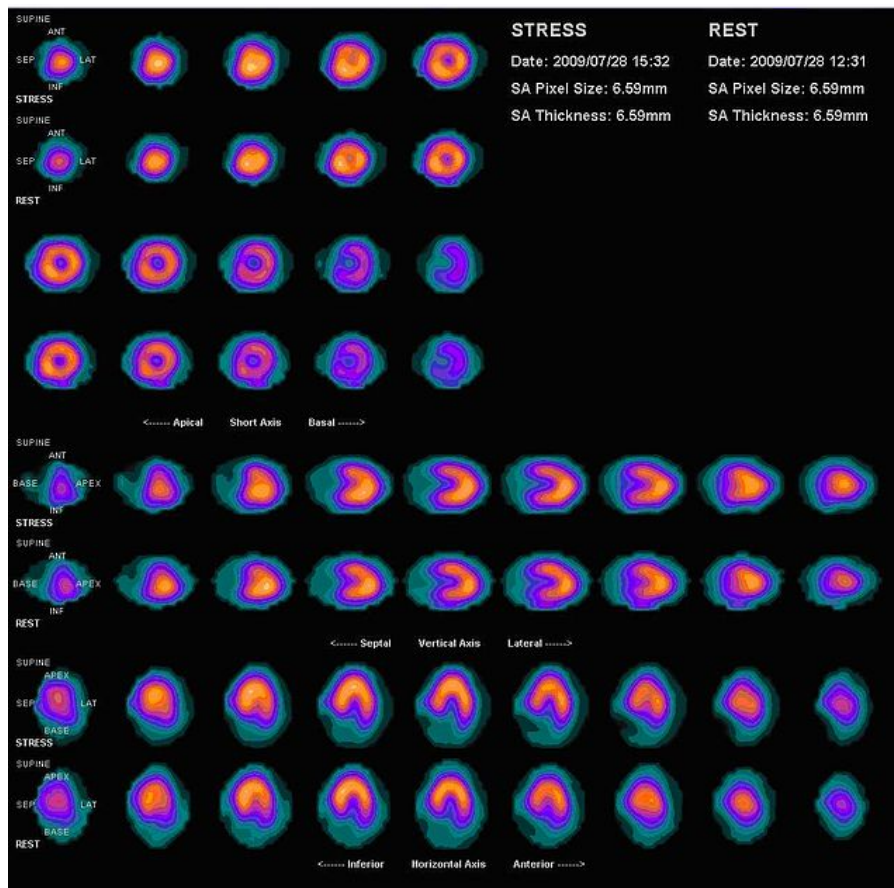 SUPINE
ANT
SEP LAT
INF
STRESS
SUPINE
ANT
SEP LAT
INF
REST
STRESS
Date: 2009/07/28 15:32
SA Pixel Size: 6.59mm
SA Thickness: 6.59mm
REST
Date: 2009/07/28 12:31
SA Pixel Size: 6.59mm
SA Thickness: 6.59mm
<------ Apical Short Axis Basal ------>
SUPINE
ANT
BASE APEX
INF
STRESS
SUPINE
ANT
BASE APEX
INF
REST
<------ Septal Vertical Axis Lateral ------>
SUPINE
APEX
SEP LAT
BASE
STRESS
SUPINE
APEX
SEP LAT
BASE
REST
<------ Inferior Horizontal Axis Anterior ------>